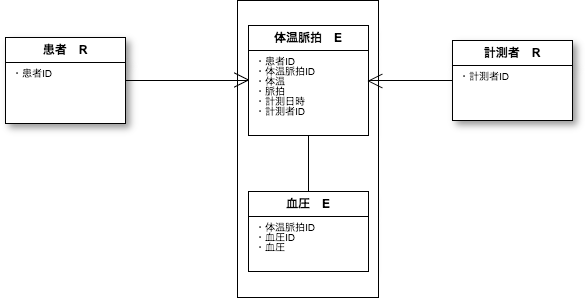 患者 R
・患者ID
体温脈拍 E
・患者ID
・体温脈拍ID
・体温
・脈拍
・計測日時
・計測者ID
計測者 R
・計測者ID
血圧 E
・体温脈拍ID
・血圧ID
・血圧